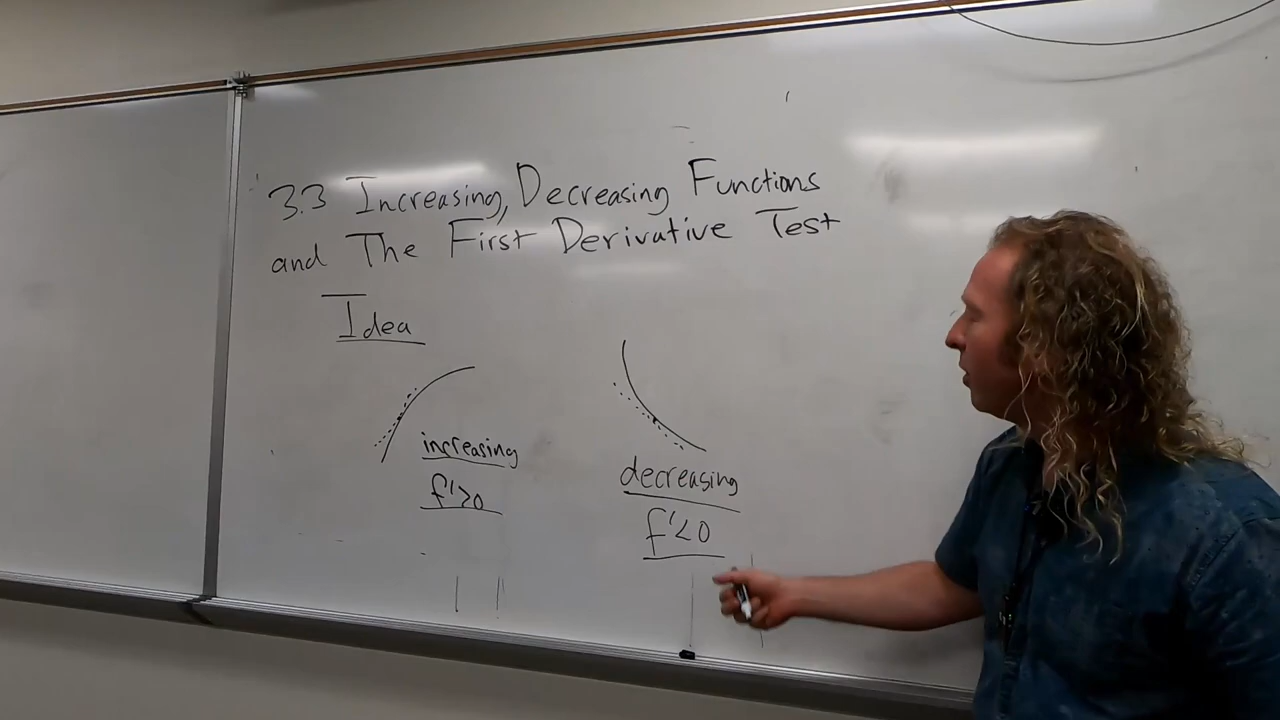 3.3 Increasing, Decreasing Functions
and The First Derivative Test
Idea
increasing
f'>0
decreasing
f'<0